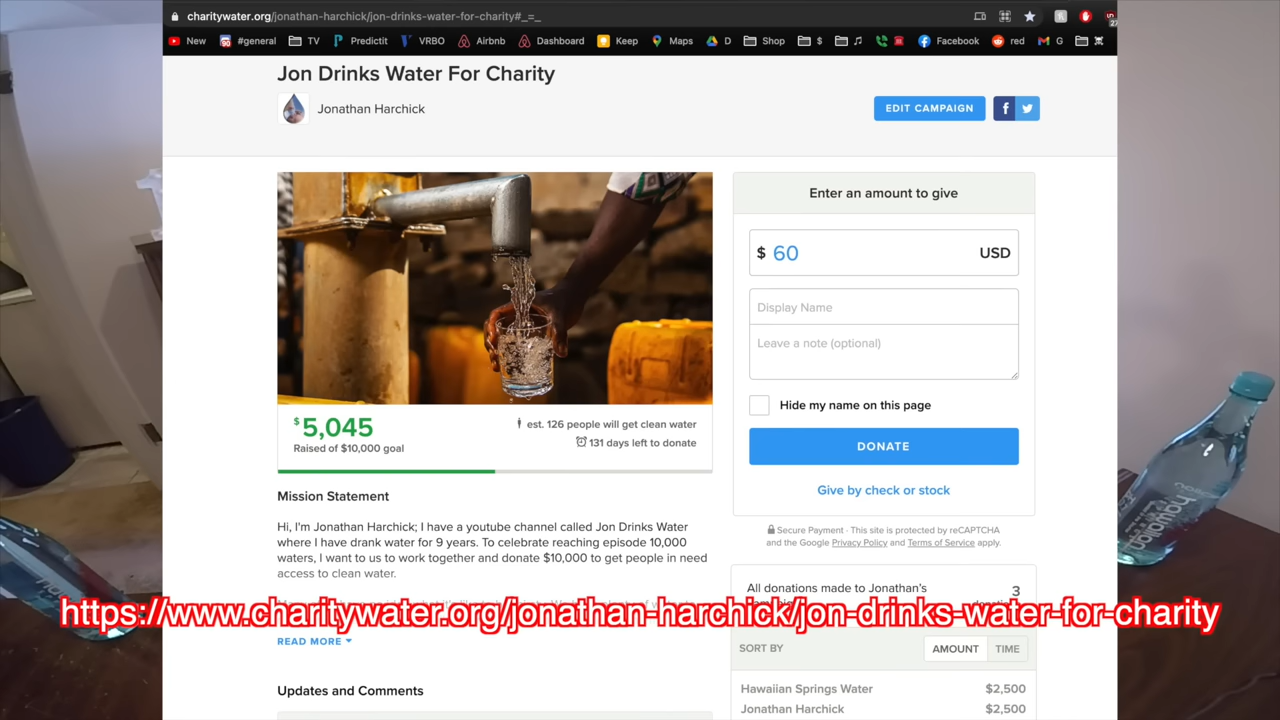 charitywater.org/jonathan-harchick/jon-drinks-water-for-charity#_=_
New #general TV Predictit VRBO Airbnb Dashboard Keep Maps D Shop $ Facebook red G
Jon Drinks Water For Charity
Jonathan Harchick
EDIT CAMPAIGN
Enter an amount to give
$ 60 USD
Display Name
Leave a note (optional)
Hide my name on this page
DONATE
Give by check or stock
Secure Payment · This site is protected by reCAPTCHA
and the Google Privacy Policy and Terms of Service apply.
$5,045
Raised of $10,000 goal
est. 126 people will get clean water
131 days left to donate
Mission Statement
Hi, I'm Jonathan Harchick; I have a youtube channel called Jon Drinks Water
where I have drank water for 9 years. To celebrate reaching episode 10,000
waters, I want to us to work together and donate $10,000 to get people in need
access to clean water.
READ MORE
Updates and Comments
All donations made to Jonathan's
3
https://www.charitywater.org/jonathan-harchick/jon-drinks-water-for-charity
SORT BY AMOUNT TIME
Hawaiian Springs Water $2,500
Jonathan Harchick $2,500
hawaiian